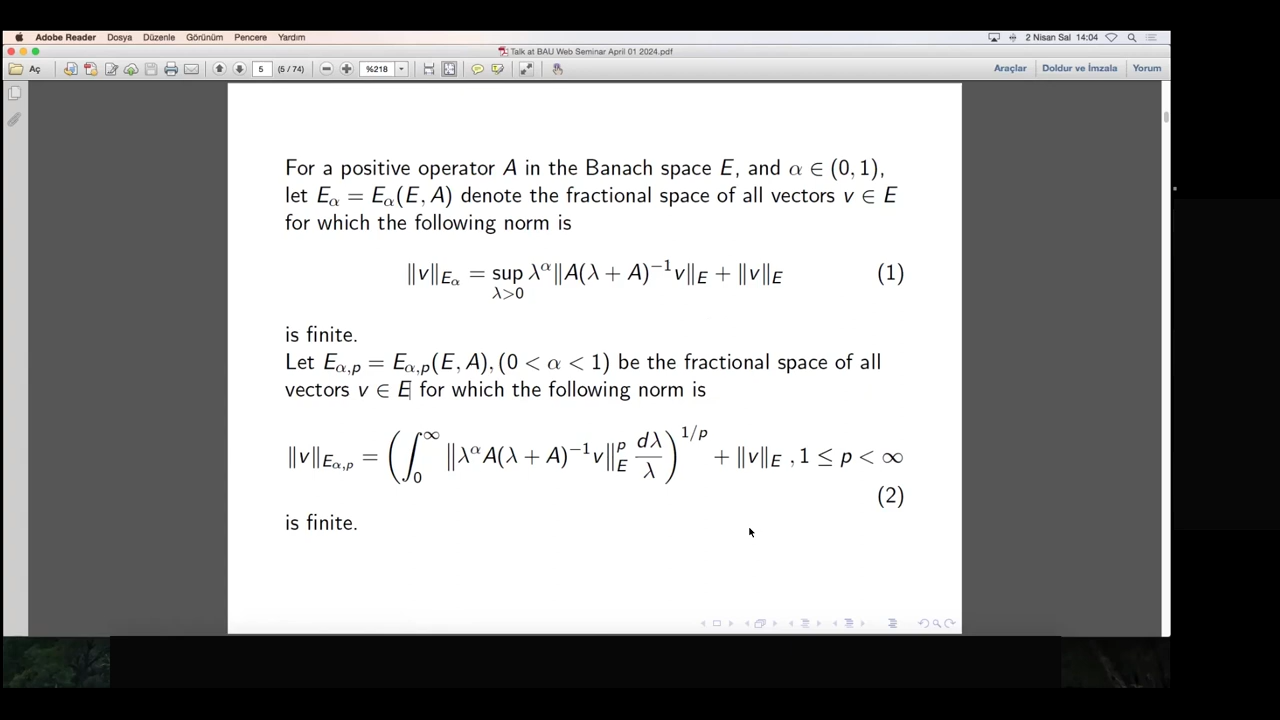 Adobe Reader Dosya Düzenle Görünüm Pencere Yardım 2 Nisan Sal 14:04
Talk at BAU Web Seminar April 01 2024.pdf
Aç 5 (5 / 74) %218 Araçlar Doldur ve İmzala Yorum
For a positive operator A in the Banach space E, and α ∈ (0, 1),
let E_α = E_α(E, A) denote the fractional space of all vectors v ∈ E
for which the following norm is
‖v‖_{E_α} = sup_{λ>0} λ^α ‖A(λ + A)^{−1}v‖_E + ‖v‖_E (1)
is finite.
Let E_{α,p} = E_{α,p}(E, A), (0 < α < 1) be the fractional space of all
vectors v ∈ E for which the following norm is
‖v‖_{E_{α,p}} = (∫_0^∞ ‖λ^α A(λ + A)^{−1}v‖_E^p dλ/λ)^{1/p} + ‖v‖_E , 1 ≤ p < ∞
(2)
is finite.